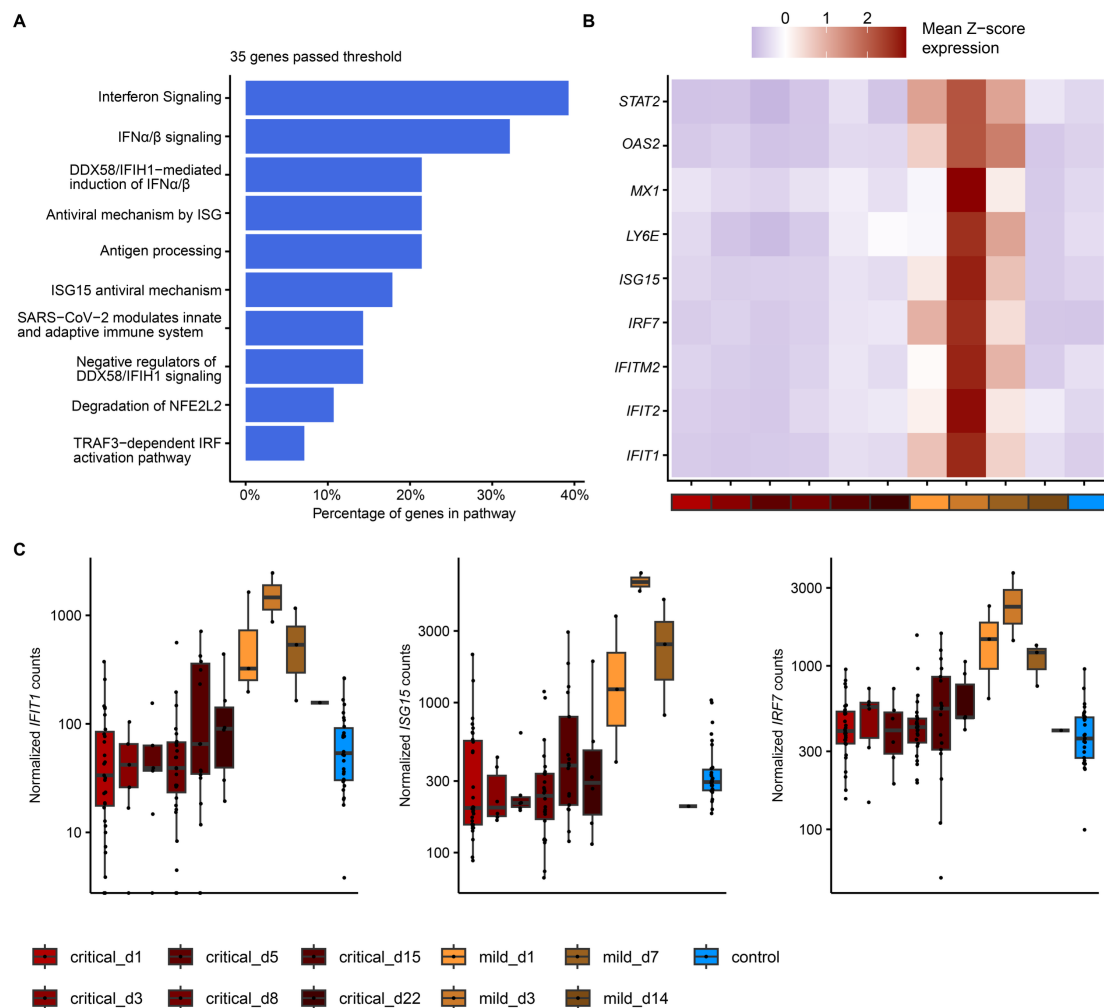 A
35 genes passed threshold
Interferon Signaling
IFNα/β signaling
DDX58/IFIH1−mediated
induction of IFNα/β
Antiviral mechanism by ISG
Antigen processing
ISG15 antiviral mechanism
SARS−CoV−2 modulates innate
and adaptive immune system
Negative regulators of
DDX58/IFIH1 signaling
Degradation of NFE2L2
TRAF3−dependent IRF
activation pathway
0% 10% 20% 30% 40%
Percentage of genes in pathway
B
0 1 2
Mean Z−score
expression
STAT2
OAS2
MX1
LY6E
ISG15
IRF7
IFITM2
IFIT2
IFIT1
C
Normalized IFIT1 counts
1000
100
10
Normalized ISG15 counts
3000
1000
300
100
Normalized IRF7 counts
3000
1000
300
100
critical_d1 critical_d5 critical_d15 mild_d1 mild_d7 control
critical_d3 critical_d8 critical_d22 mild_d3 mild_d14